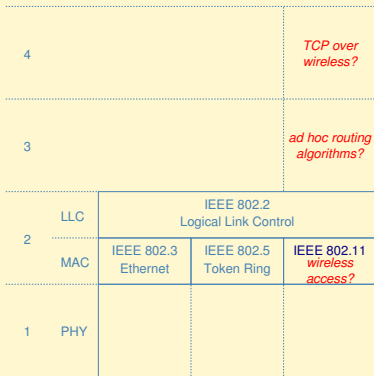 4
TCP over
wireless?
3
ad hoc routing
algorithms?
2
LLC
IEEE 802.2
Logical Link Control
MAC
IEEE 802.3
Ethernet
IEEE 802.5
Token Ring
IEEE 802.11
wireless
access?
1
PHY